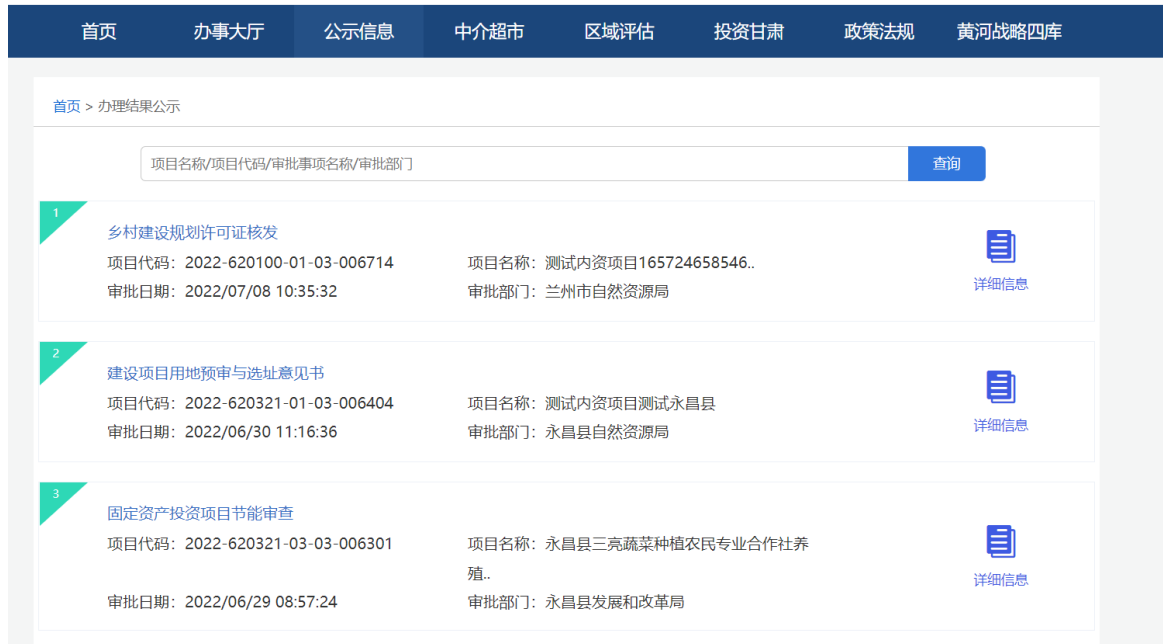 首页 办事大厅 公示信息 中介超市 区域评估 投资甘肃 政策法规 黄河战略四库
首页 > 办理结果公示
项目名称/项目代码/审批事项名称/审批部门 查询
1
乡村建设规划许可证核发
项目代码：2022-620100-01-03-006714 项目名称：测试内资项目165724658546..
审批日期：2022/07/08 10:35:32 审批部门：兰州市自然资源局
详细信息
2
建设项目用地预审与选址意见书
项目代码：2022-620321-01-03-006404 项目名称：测试内资项目测试永昌县
审批日期：2022/06/30 11:16:36 审批部门：永昌县自然资源局
详细信息
3
固定资产投资项目节能审查
项目代码：2022-620321-03-03-006301 项目名称：永昌县三亮蔬菜种植农民专业合作社养
殖..
审批日期：2022/06/29 08:57:24 审批部门：永昌县发展和改革局
详细信息